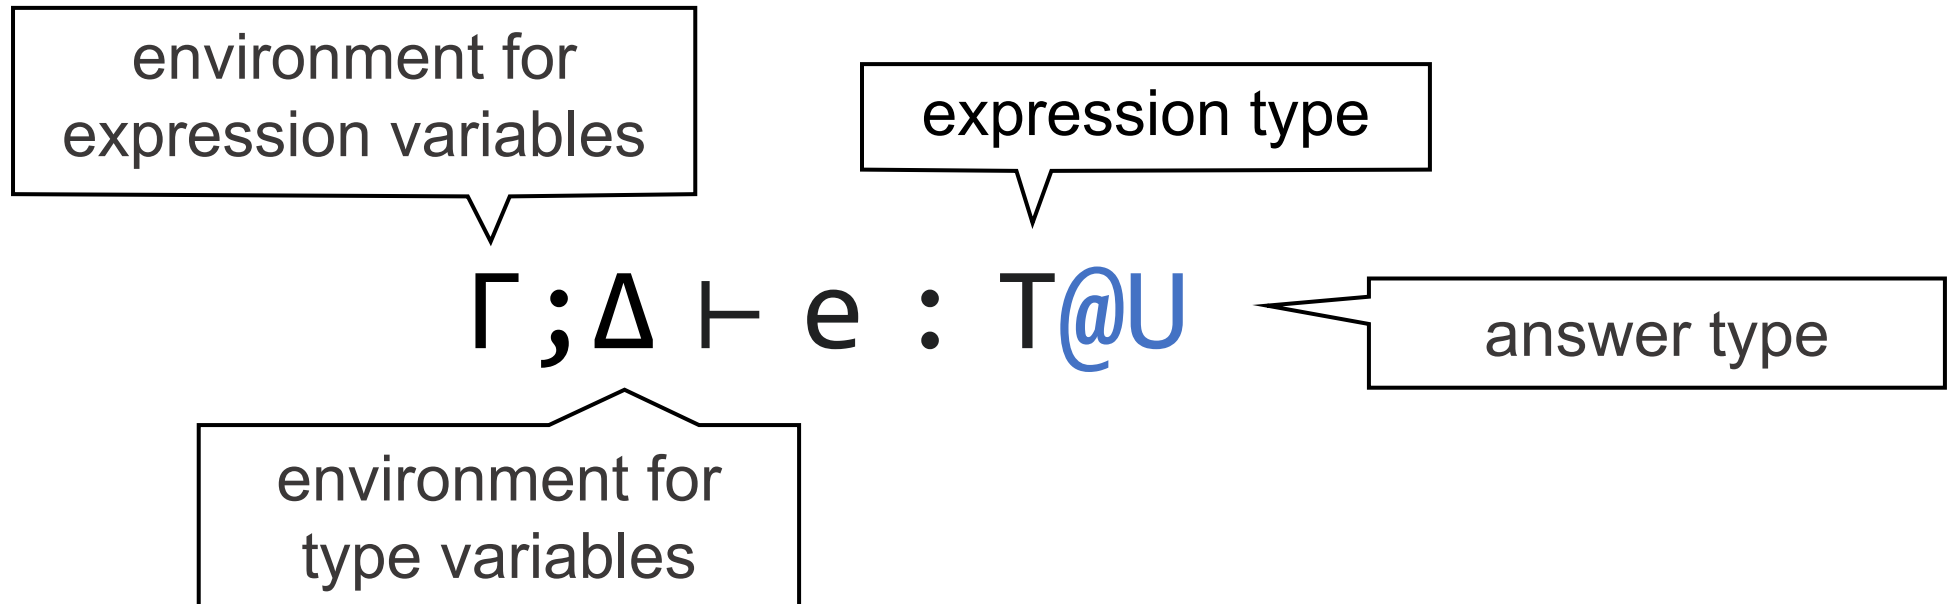 environment for
expression variables
expression type
Γ;Δ ⊢ e : T@U
answer type
environment for
type variables